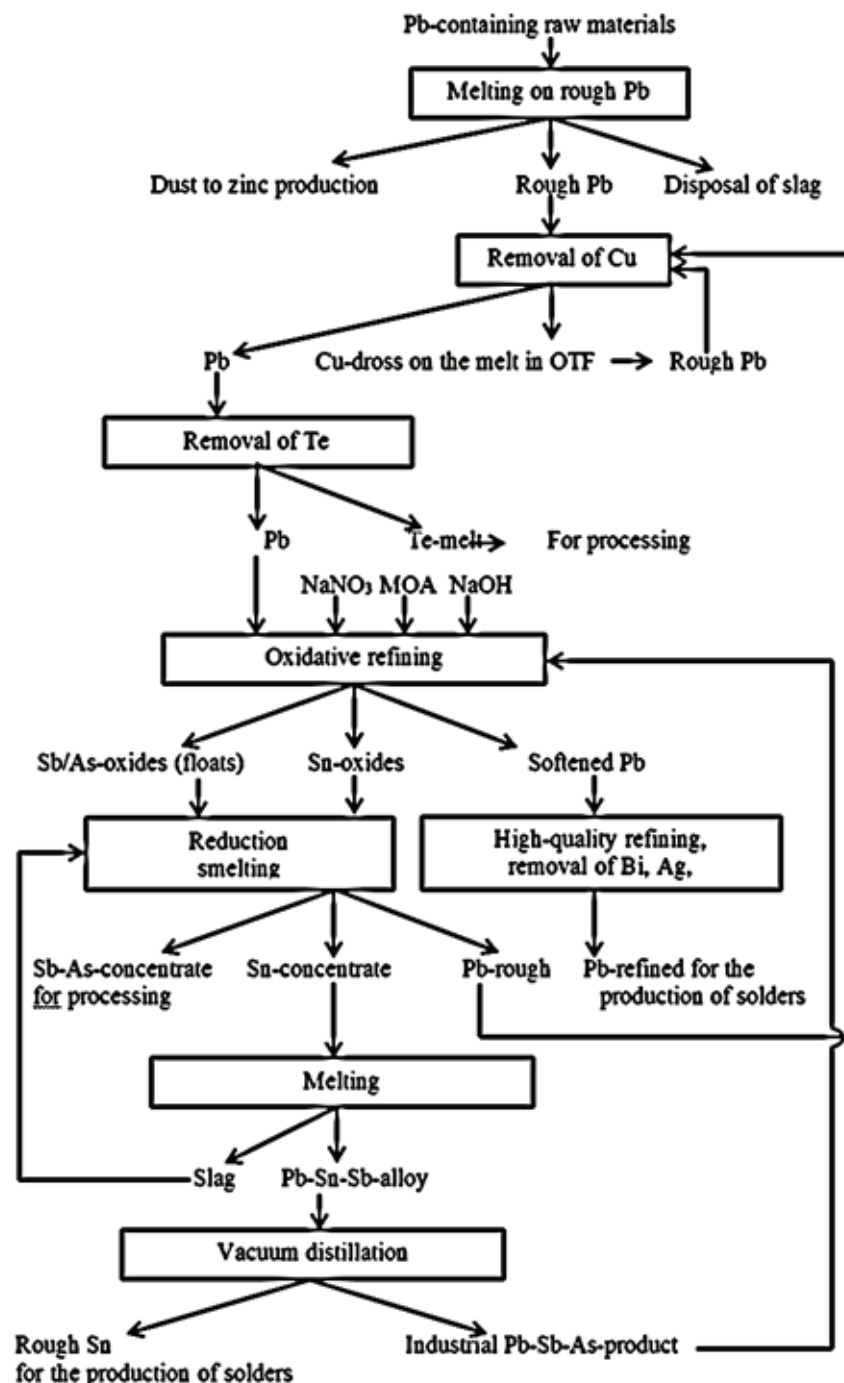 Pb-containing raw materials
Melting on rough Pb
Dust to zinc production
Rough Pb
Disposal of slag
Removal of Cu
Pb
Cu-dross on the melt in OTF
Rough Pb
Removal of Te
Pb
Te-melt
For processing
NaNO₃ MOA NaOH
Oxidative refining
Sb/As-oxides (floats)
Sn-oxides
Softened Pb
Reduction
smelting
High-quality refining,
removal of Bi, Ag,
Sb-As-concentrate
for processing
Sn-concentrate
Pb-rough
Pb-refined for the
production of solders
Melting
Slag
Pb-Sn-Sb-alloy
Vacuum distillation
Rough Sn
for the production of solders
Industrial Pb-Sb-As-product